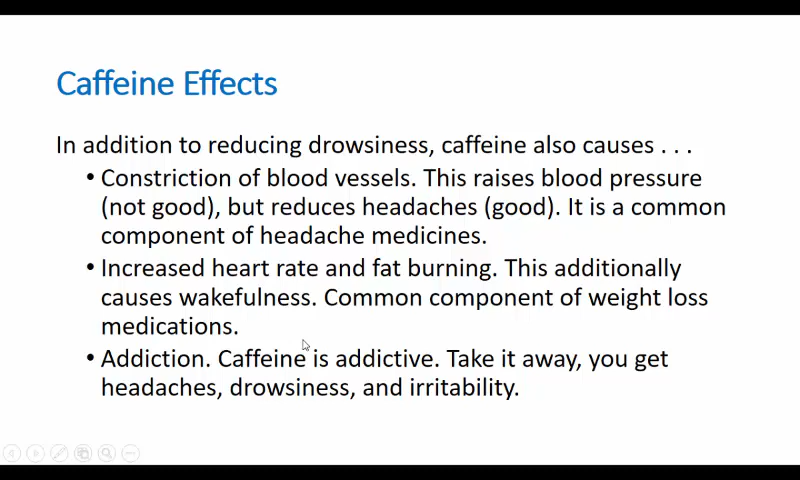 Caffeine Effects
In addition to reducing drowsiness, caffeine also causes . . .
• Constriction of blood vessels. This raises blood pressure
(not good), but reduces headaches (good). It is a common
component of headache medicines.
• Increased heart rate and fat burning. This additionally
causes wakefulness. Common component of weight loss
medications.
• Addiction. Caffeine is addictive. Take it away, you get
headaches, drowsiness, and irritability.